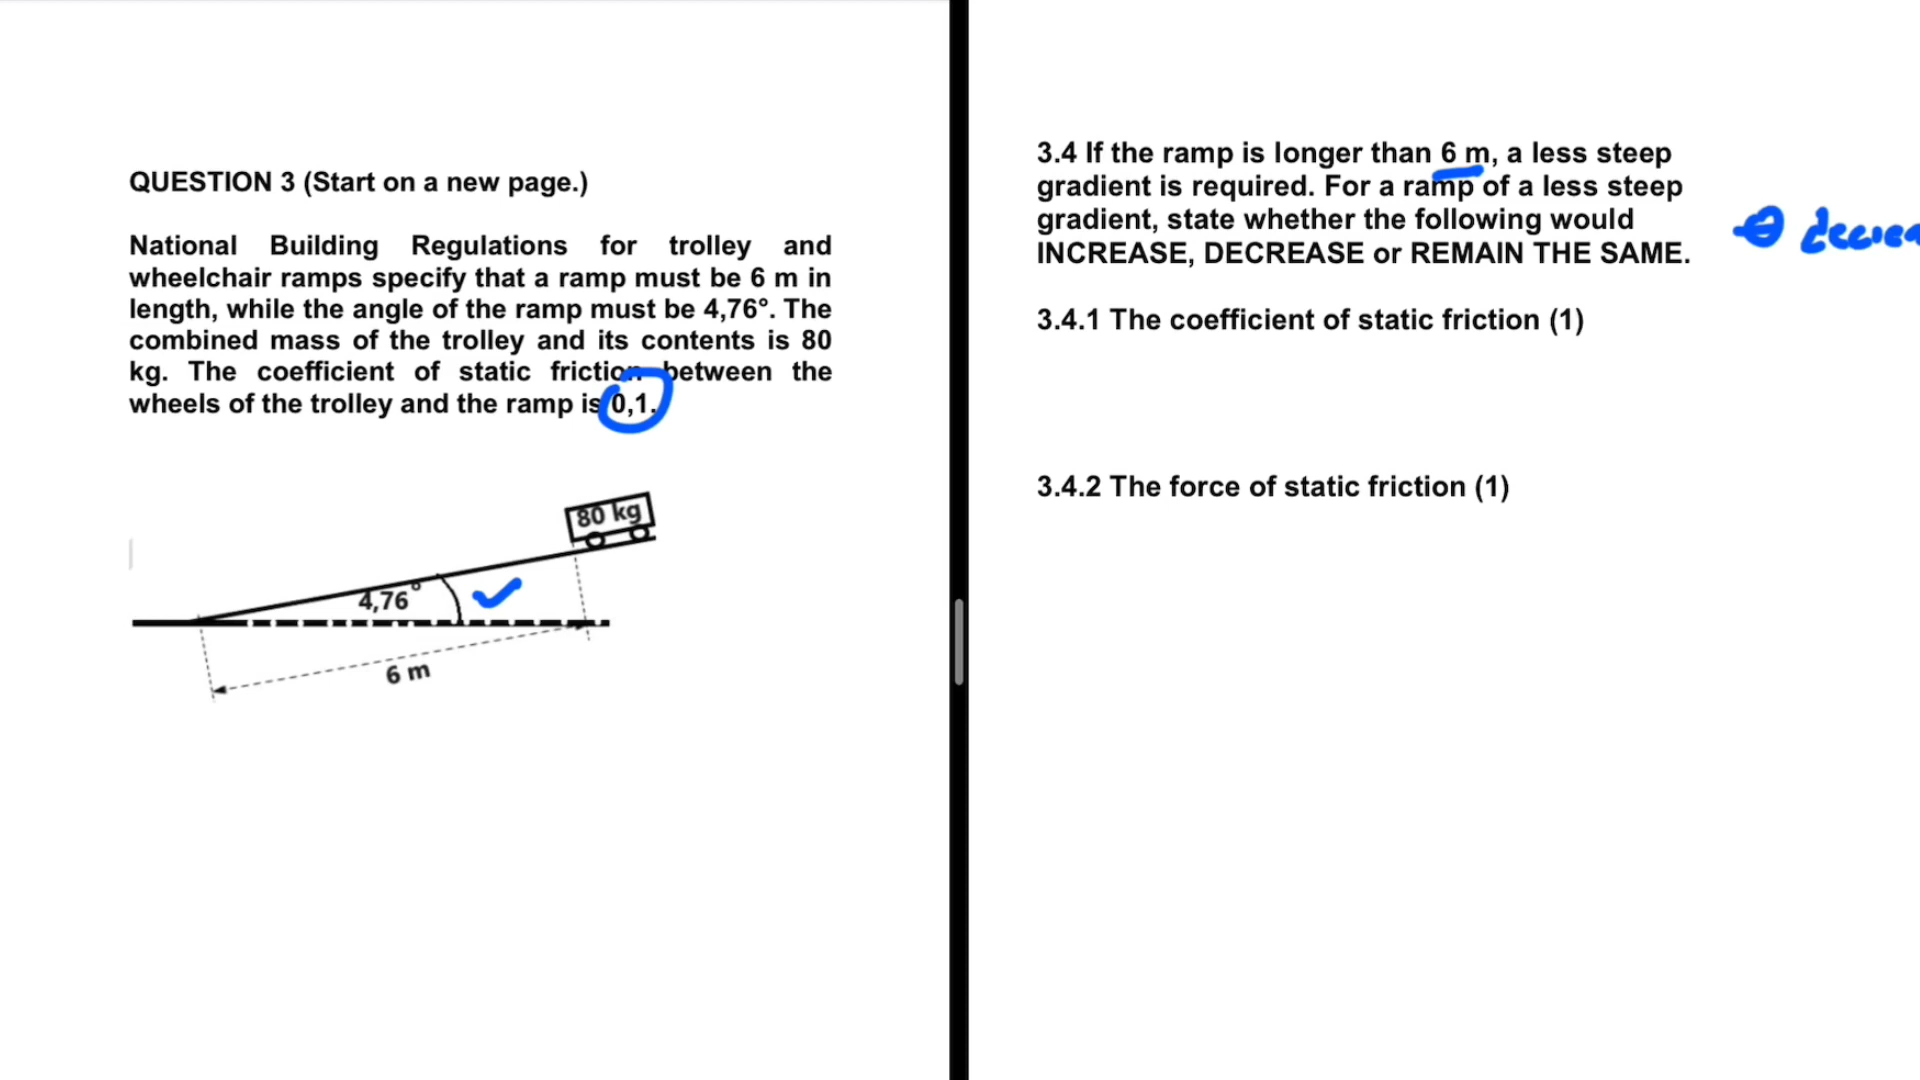 QUESTION 3 (Start on a new page.)
National Building Regulations for trolley and
wheelchair ramps specify that a ramp must be 6 m in
length, while the angle of the ramp must be 4,76°. The
combined mass of the trolley and its contents is 80
kg. The coefficient of static friction between the
wheels of the trolley and the ramp is 0,1.
80 kg
4,76°
6 m
3.4 If the ramp is longer than 6 m, a less steep
gradient is required. For a ramp of a less steep
gradient, state whether the following would
INCREASE, DECREASE or REMAIN THE SAME.
3.4.1 The coefficient of static friction (1)
3.4.2 The force of static friction (1)